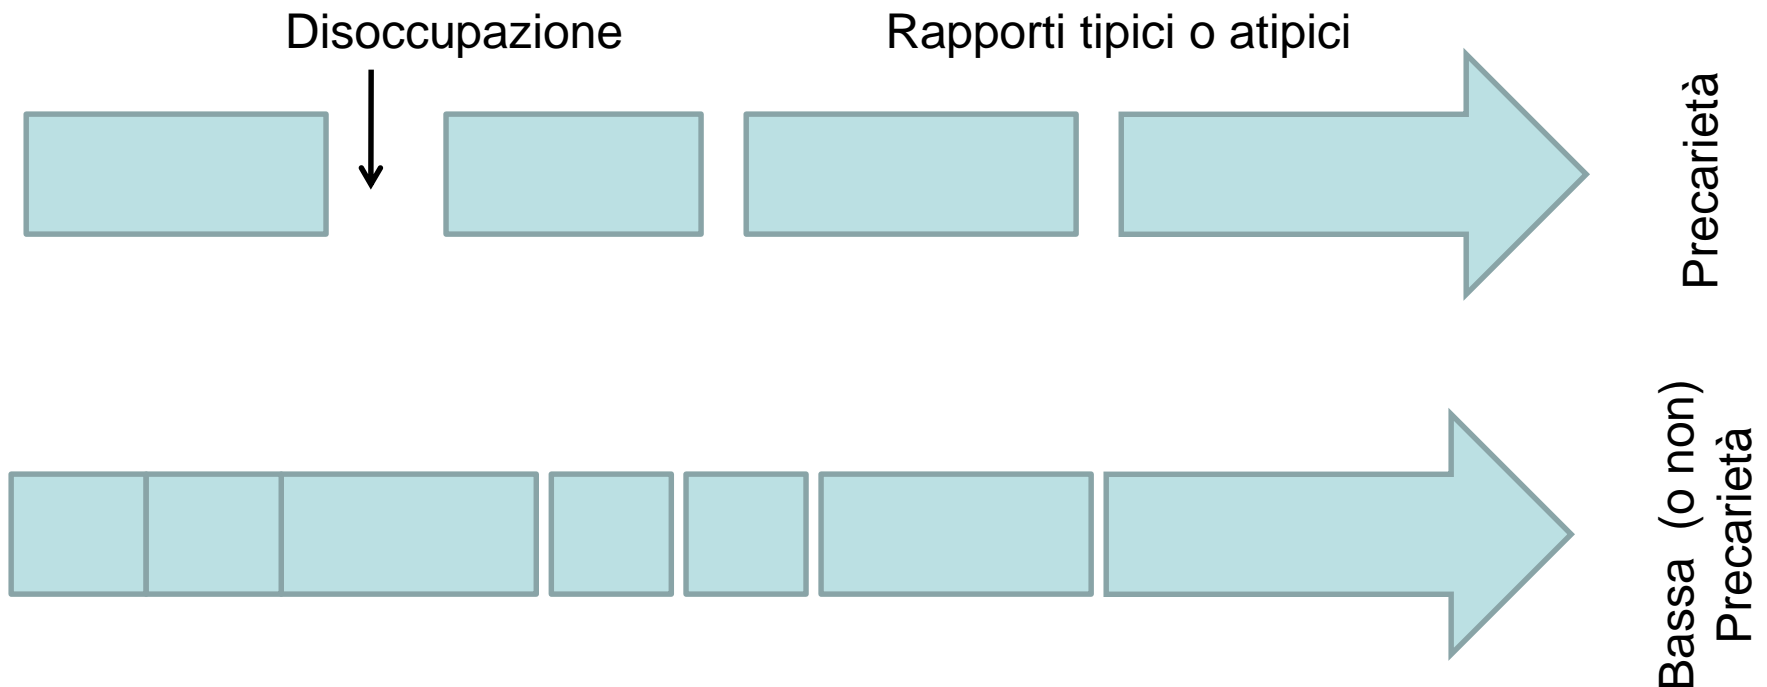 Disoccupazione
Rapporti tipici o atipici
Precarietà
Bassa (o non)
Precarietà